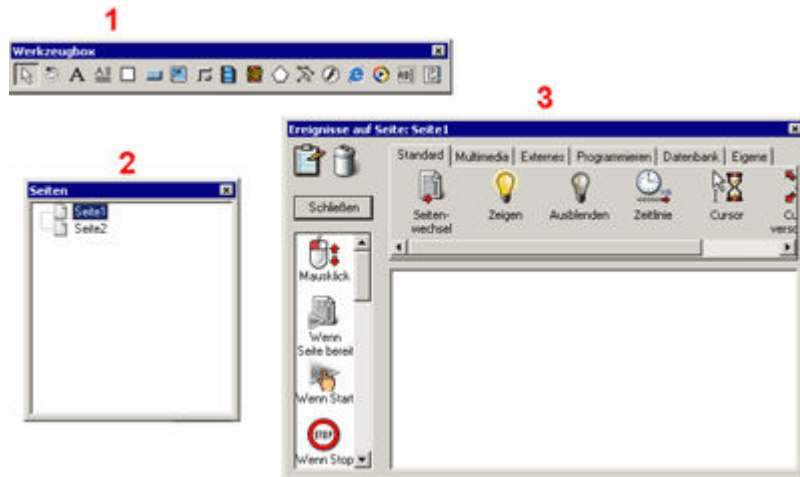 1
Werkzeugbox
A
2
Seiten
Seite1
Seite2
3
Ereignisse auf Seite: Seite1
Standard Multimedia Externes Programmieren Datenbank Eigene
Schließen
Seiten-
wechsel
Zeigen
Ausblenden
Zeitlinie
Cursor
Mausklick
Wenn
Seite bereit
Wenn Start
STOP
Wenn Stop